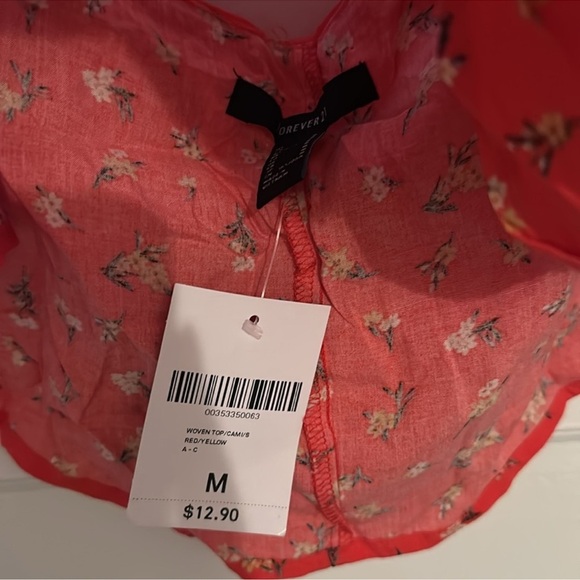 FOREVER 21
00353350063
WOVEN TOP/CAMI/S
RED/YELLOW
A - C
M
$12.90